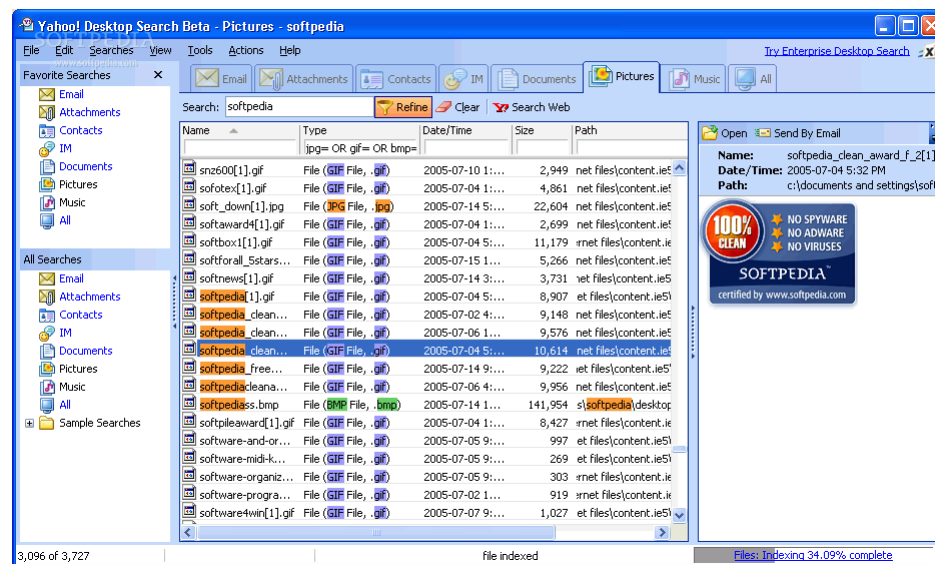 Yahoo! Desktop Search Beta - Pictures - softpedia
SOFTPEDIA
www.softpedia.com
File Edit Searches View Tools Actions Help
Try Enterprise Desktop Search
Favorite Searches x
Email Attachments Contacts IM Documents Pictures Music All
Email
Attachments
Contacts
IM
Documents
Pictures
Music
All
Search: softpedia Refine Clear Y? Search Web
All Searches
Email
Attachments
Contacts
IM
Documents
Pictures
Music
All
Sample Searches
Name Type Date/Time Size Path
jpg= OR gif= OR bmp=
snz600[1].gif File (GIF File, .gif) 2005-07-10 1:... 2,949 net files\content.ie5
sofotex[1].gif File (GIF File, .gif) 2005-07-04 1:... 4,861 net files\content.ie5
soft_down[1].jpg File (JPG File, .jpg) 2005-07-14 5:... 22,604 net files\content.ie5
softaward4[1].gif File (GIF File, .gif) 2005-07-04 1:... 2,699 net files\content.ie5
softbox1[1].gif File (GIF File, .gif) 2005-07-04 5:... 11,179 ernet files\content.ie
softforall_5stars... File (GIF File, .gif) 2005-07-15 1... 5,266 net files\content.ie5
softnews[1].gif File (GIF File, .gif) 2005-07-14 3:... 3,731 net files\content.ie5
softpedia[1].gif File (GIF File, .gif) 2005-07-04 5:... 8,907 et files\content.ie5\
softpedia_clean... File (GIF File, .gif) 2005-07-02 4:... 9,148 net files\content.ie5
softpedia_clean... File (GIF File, .gif) 2005-07-06 1... 9,576 net files\content.ie5
softpedia_clean... File (GIF File, .gif) 2005-07-04 5:... 10,614 net files\content.ie5
softpedia_free... File (GIF File, .gif) 2005-07-14 9:... 9,222 et files\content.ie5'
softpediacleana... File (GIF File, .gif) 2005-07-06 4:... 9,956 net files\content.ie5
softpediass.bmp File (BMP File, .bmp) 2005-07-14 1... 141,954 s\softpedia\desktop
softpileaward[1].gif File (GIF File, .gif) 2005-07-04 1:... 8,427 ernet files\content.ie
software-and-or... File (GIF File, .gif) 2005-07-05 9:... 997 et files\content.ie5\
software-midi-k... File (GIF File, .gif) 2005-07-05 9:... 269 et files\content.ie5\
software-organiz... File (GIF File, .gif) 2005-07-05 9:... 303 ernet files\content.ie
software-progra... File (GIF File, .gif) 2005-07-02 1... 919 ernet files\content.ie
software4win[1].gif File (GIF File, .gif) 2005-07-07 9:... 1,027 et files\content.ie5\
Open Send By Email
Name: softpedia_clean_award_f_2[1]
Date/Time: 2005-07-04 5:32 PM
Path: c:\documents and settings\soft
100%
CLEAN
NO SPYWARE
NO ADWARE
NO VIRUSES
SOFTPEDIA
certified by www.softpedia.com
3,096 of 3,727 file indexed Files: Indexing 34.09% complete